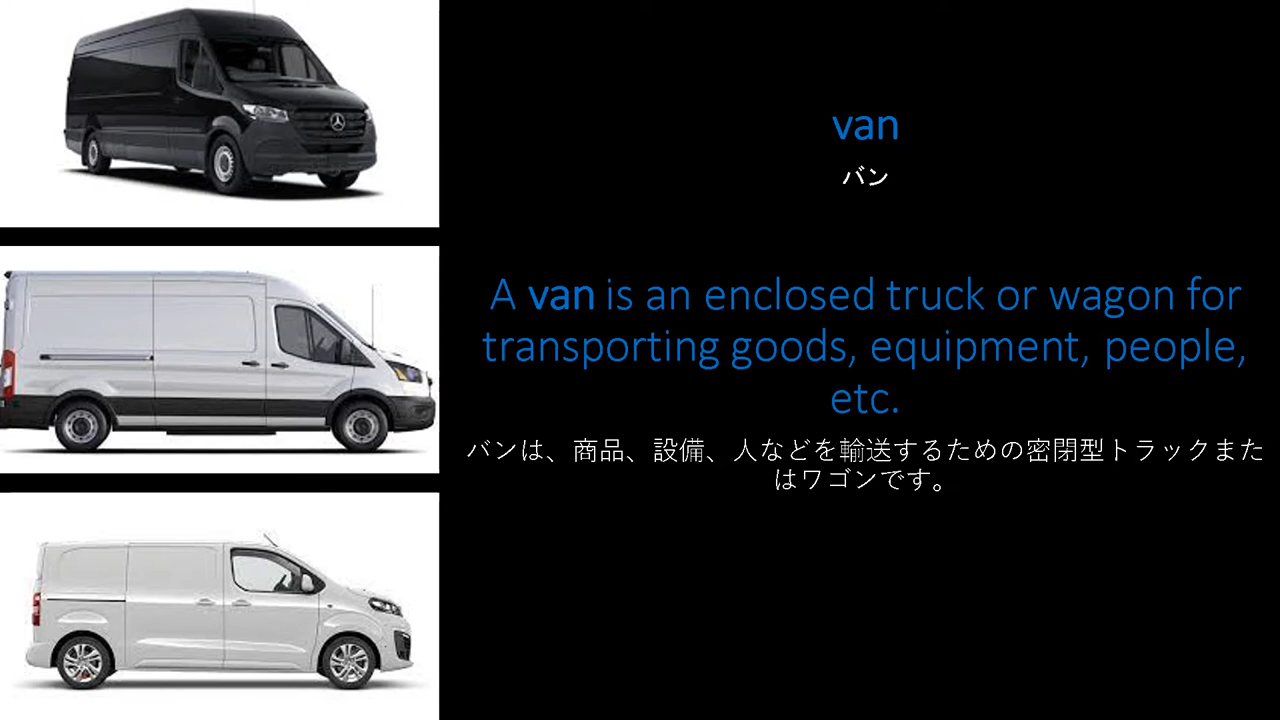 van
バン
A van is an enclosed truck or wagon for
transporting goods, equipment, people,
etc.
バンは、商品、設備、人などを輸送するための密閉型トラックまた
はワゴンです。